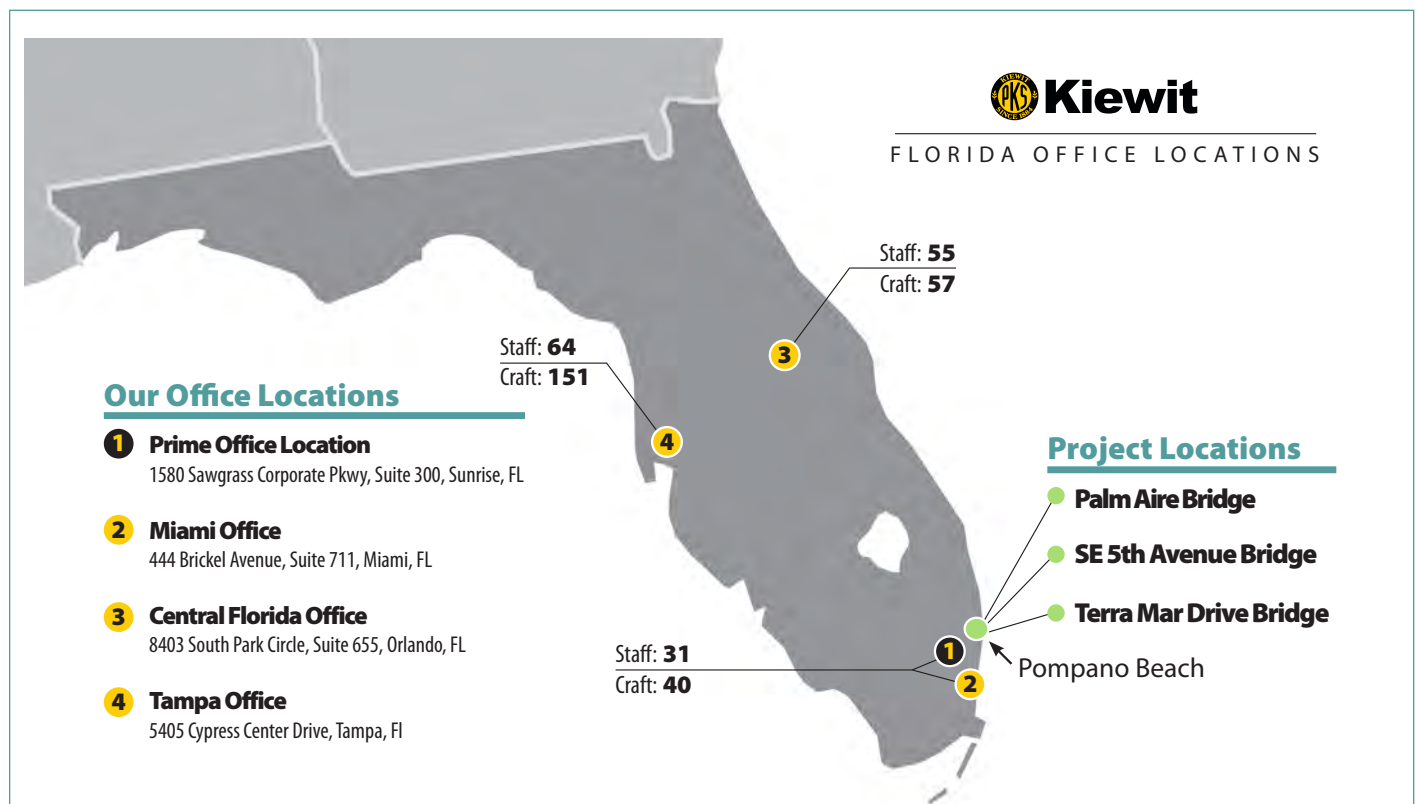 KIEWIT
PKS
SINCE 1884
Kiewit
FLORIDA OFFICE LOCATIONS
Staff: 55
Craft: 57
3
Staff: 64
Craft: 151
4
Our Office Locations
1 Prime Office Location
1580 Sawgrass Corporate Pkwy, Suite 300, Sunrise, FL
2 Miami Office
444 Brickel Avenue, Suite 711, Miami, FL
3 Central Florida Office
8403 South Park Circle, Suite 655, Orlando, FL
4 Tampa Office
5405 Cypress Center Drive, Tampa, Fl
Project Locations
Palm Aire Bridge
SE 5th Avenue Bridge
Terra Mar Drive Bridge
Pompano Beach
Staff: 31
Craft: 40
1
2